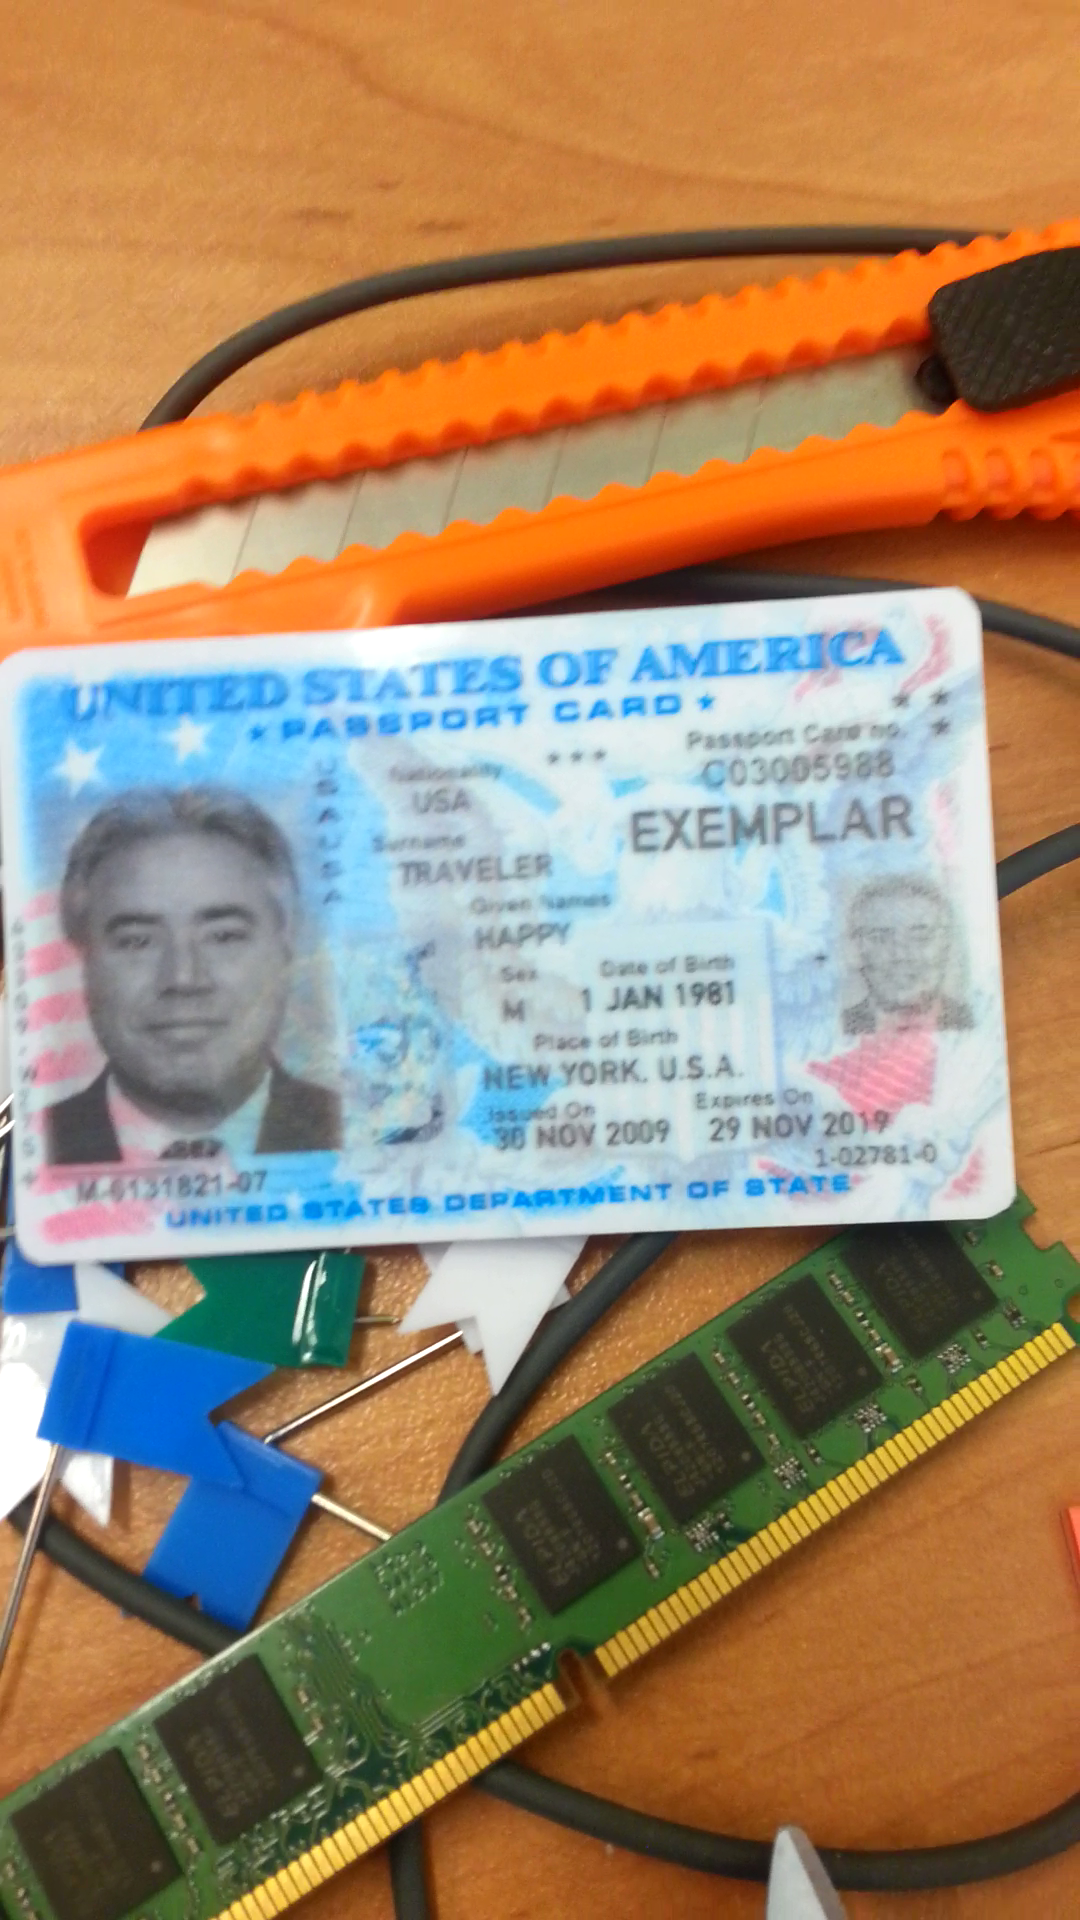 UNITED STATES OF AMERICA
★ PASSPORT CARD ★
Passport Card no.
Nationality ★★★ C03005988
USA
EXEMPLAR
Surname
TRAVELER
Given Names
HAPPY
Sex Date of Birth
M 1 JAN 1981
Place of Birth
NEW YORK. U.S.A.
Issued On Expires On
30 NOV 2009 29 NOV 2019
1-02781-0
M-6131821-07
UNITED STATES DEPARTMENT OF STATE
USAUSA
ELPIDA
ELPIDA
ELPIDA